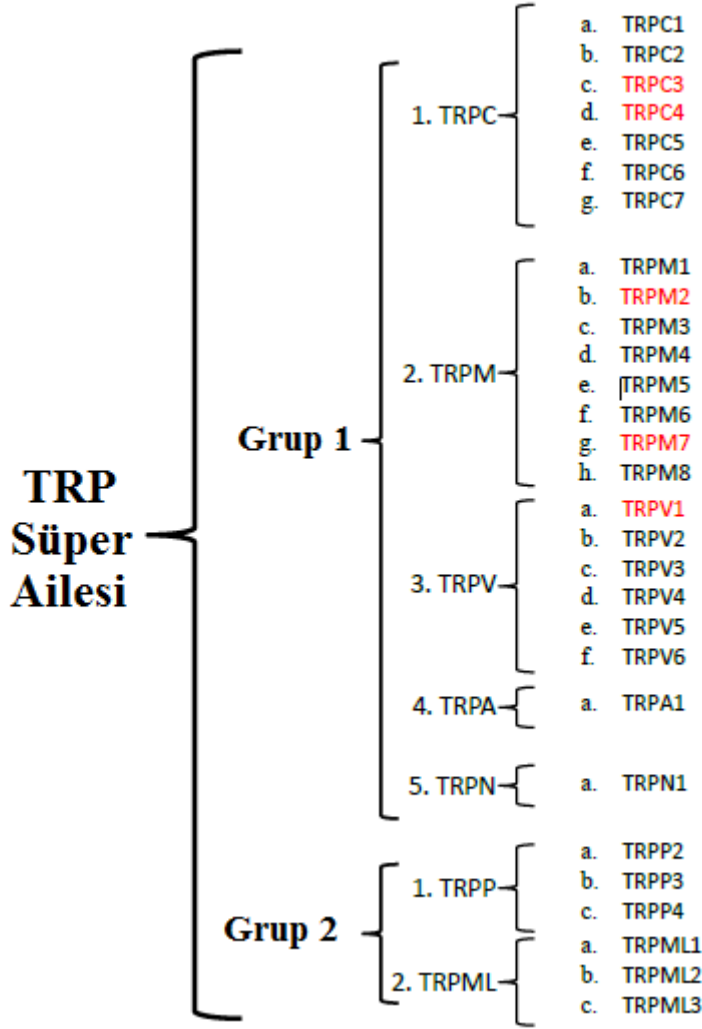 TRP
Süper
Ailesi
Grup 1
1. TRPC
a. TRPC1
b. TRPC2
c. TRPC3
d. TRPC4
e. TRPC5
f. TRPC6
g. TRPC7
2. TRPM
a. TRPM1
b. TRPM2
c. TRPM3
d. TRPM4
e. TRPM5
f. TRPM6
g. TRPM7
h. TRPM8
3. TRPV
a. TRPV1
b. TRPV2
c. TRPV3
d. TRPV4
e. TRPV5
f. TRPV6
4. TRPA
a. TRPA1
5. TRPN
a. TRPN1
Grup 2
1. TRPP
a. TRPP2
b. TRPP3
c. TRPP4
2. TRPML
a. TRPML1
b. TRPML2
c. TRPML3